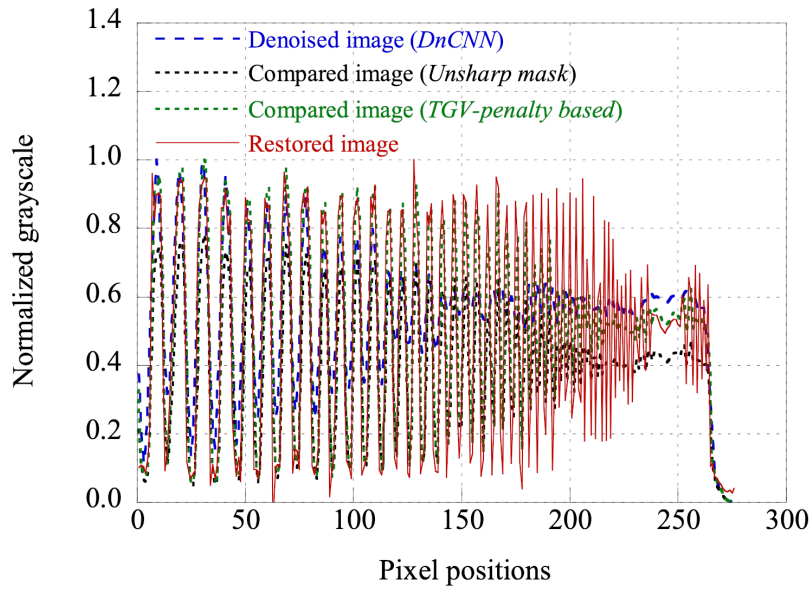 1.4
1.2
1.0
0.8
0.6
0.4
0.2
0.0
Normalized grayscale
Denoised image (DnCNN)
Compared image (Unsharp mask)
Compared image (TGV-penalty based)
Restored image
0 50 100 150 200 250 300
Pixel positions